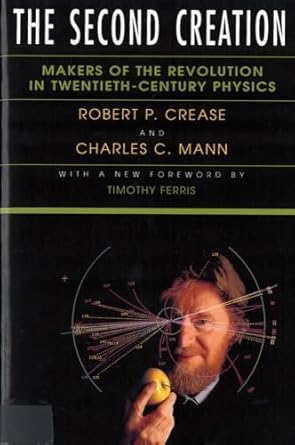 THE SECOND CREATION
MAKERS OF THE REVOLUTION
IN TWENTIETH-CENTURY PHYSICS
ROBERT P. CREASE
AND
CHARLES C. MANN
WITH A NEW FOREWORD BY
TIMOTHY FERRIS